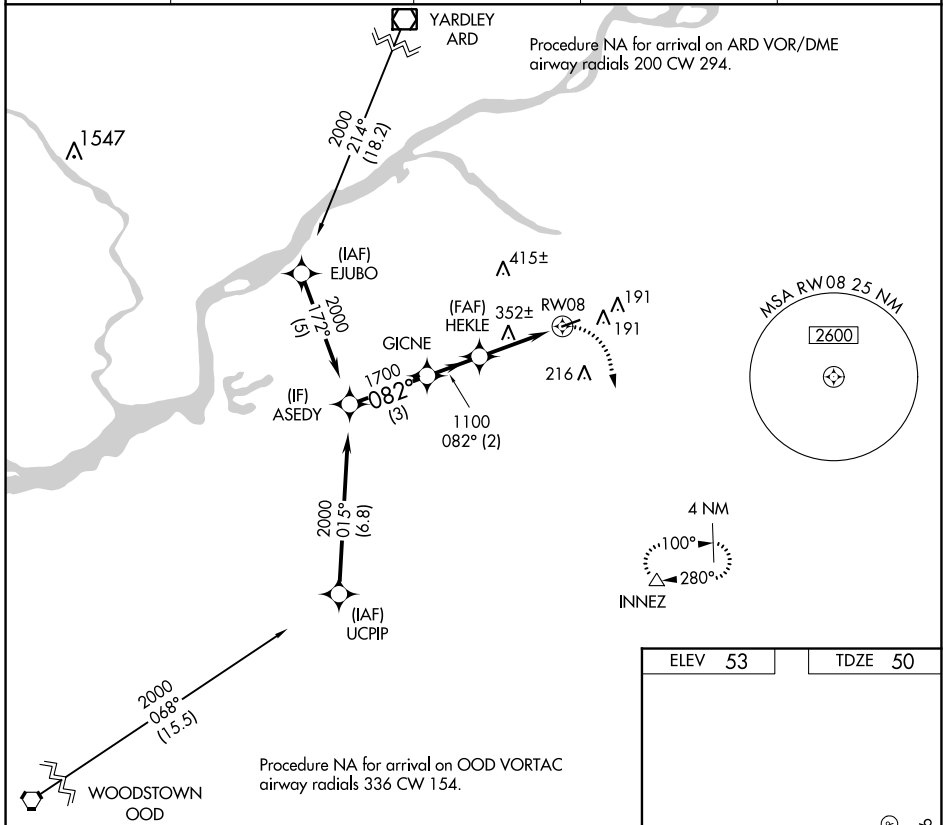 YARDLEY
ARD
Procedure NA for arrival on ARD VOR/DME
airway radials 200 CW 294.
1547
2000
214°
(18.2)
(IAF)
EJUBO
2000
172°
(5)
415±
(FAF)
HEKLE
352±
RW08
191
191
216
GICNE
(IF)
ASEDY
1700
082°
(3)
1100
082° (2)
MSA RW08 25 NM
2600
2000
015°
(6.8)
4 NM
100°
280°
INNEZ
(IAF)
UCPIP
2000
068°
(15.5)
WOODSTOWN
OOD
Procedure NA for arrival on OOD VORTAC
airway radials 336 CW 154.
ELEV 53
TDZE 50